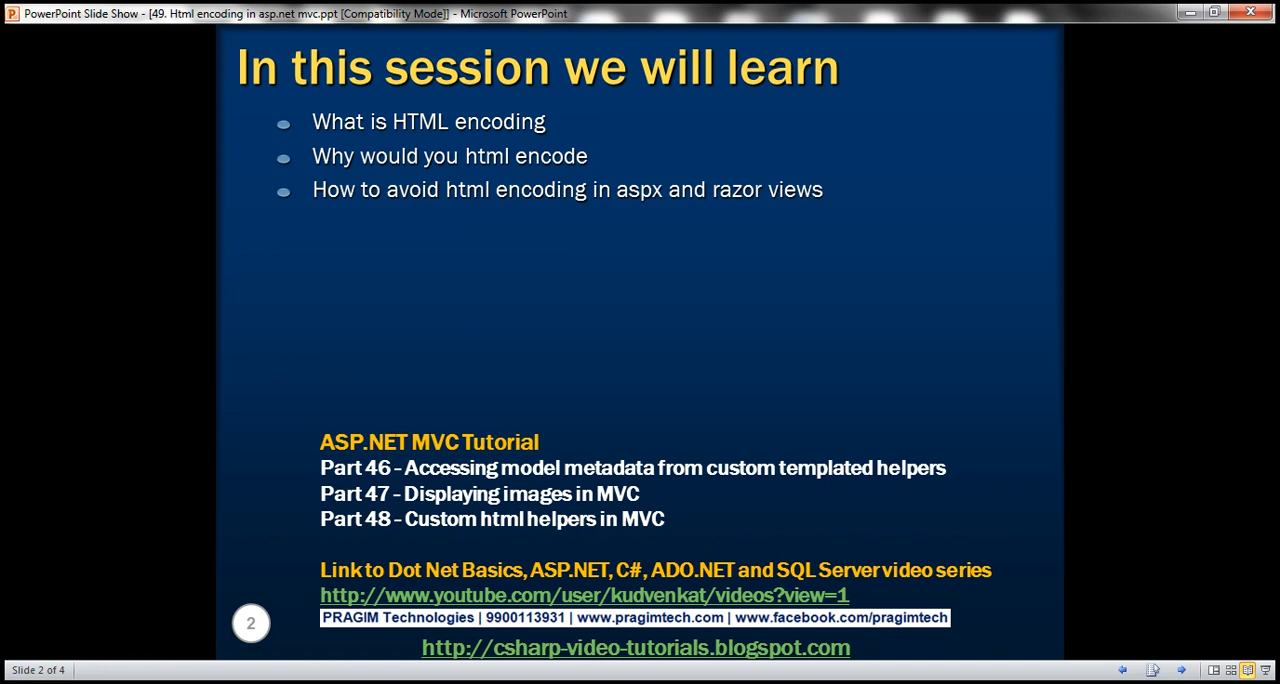 PowerPoint Slide Show - [49. Html encoding in asp.net mvc.ppt [Compatibility Mode]] - Microsoft PowerPoint
In this session we will learn
What is HTML encoding
Why would you html encode
How to avoid html encoding in aspx and razor views
ASP.NET MVC Tutorial
Part 46 - Accessing model metadata from custom templated helpers
Part 47 - Displaying images in MVC
Part 48 - Custom html helpers in MVC
Link to Dot Net Basics, ASP.NET, C#, ADO.NET and SQL Server video series
http://www.youtube.com/user/kudvenkat/videos?view=1
PRAGIM Technologies | 9900113931 | www.pragimtech.com | www.facebook.com/pragimtech
2
http://csharp-video-tutorials.blogspot.com
Slide 2 of 4